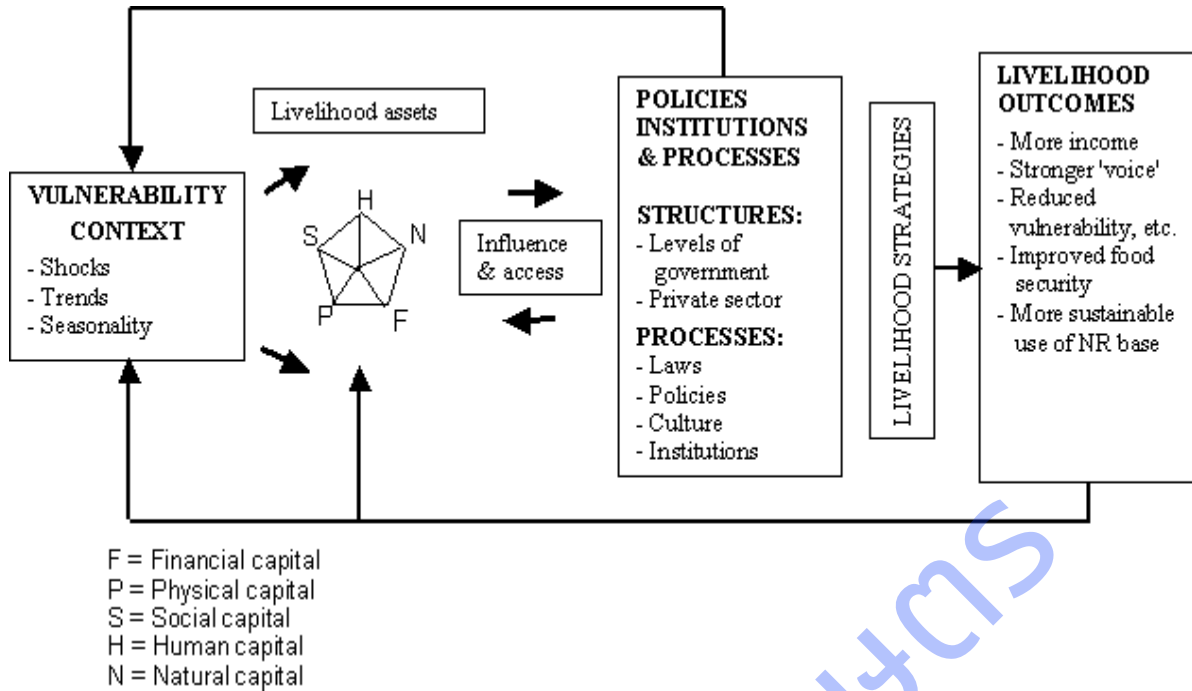 Livelihood assets
VULNERABILITY
CONTEXT
- Shocks
- Trends
- Seasonality
H
S
N
P
F
Influence
& access
POLICIES
INSTITUTIONS
& PROCESSES
STRUCTURES:
- Levels of
government
- Private sector
PROCESSES:
- Laws
- Policies
- Culture
- Institutions
LIVELIHOOD STRATEGIES
LIVELIHOOD
OUTCOMES
- More income
- Stronger 'voice'
- Reduced
vulnerability, etc.
- Improved food
security
- More sustainable
use of NR base
F = Financial capital
P = Physical capital
S = Social capital
H = Human capital
N = Natural capital